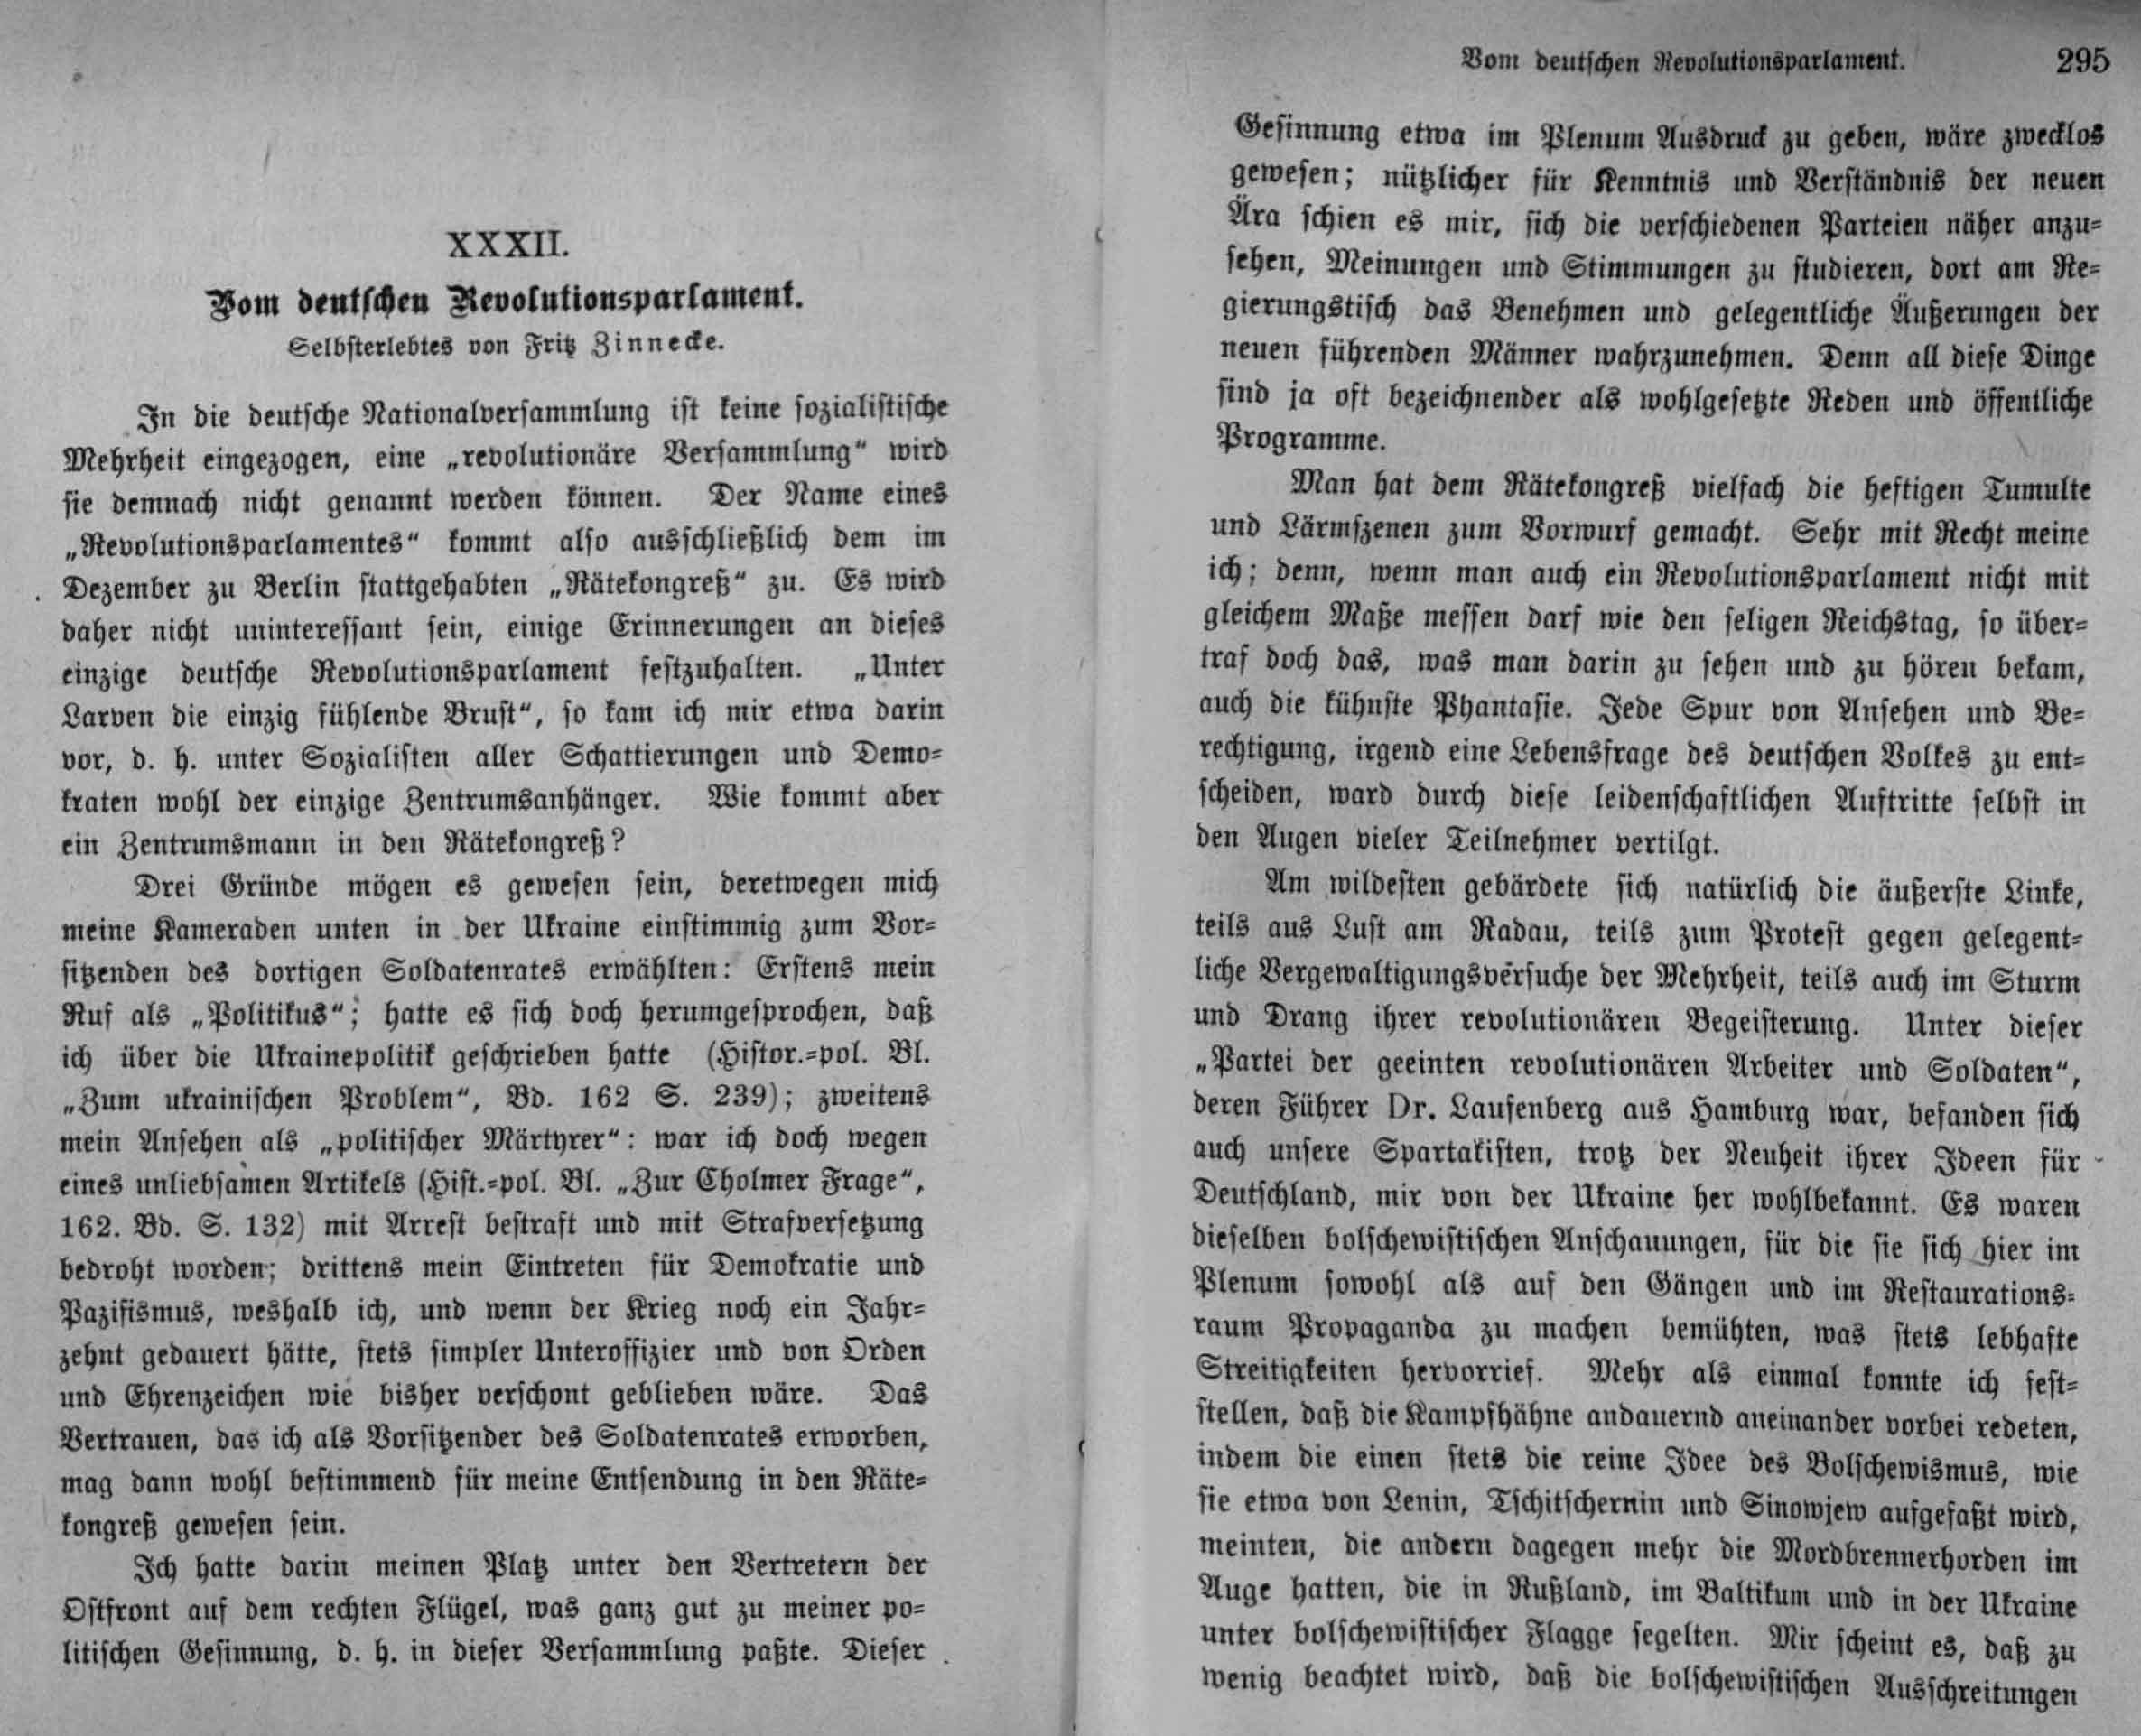 XXXII.
Vom deutschen Revolutionsparlament.
Selbsterlebtes von Fritz Zinnecke.
In die deutsche Nationalversammlung ist keine sozialistische
Mehrheit eingezogen, eine „revolutionäre Versammlung“ wird
sie demnach nicht genannt werden können. Der Name eines
„Revolutionsparlamentes“ kommt also ausschließlich dem im
Dezember zu Berlin stattgehabten „Rätekongreß“ zu. Es wird
daher nicht uninteressant sein, einige Erinnerungen an dieses
einzige deutsche Revolutionsparlament festzuhalten. „Unter
Larven die einzig fühlende Brust“, so kam ich mir etwa darin
vor, d. h. unter Sozialisten aller Schattierungen und Demo=
kraten wohl der einzige Zentrumsanhänger. Wie kommt aber
ein Zentrumsmann in den Rätekongreß?
Drei Gründe mögen es gewesen sein, deretwegen mich
meine Kameraden unten in der Ukraine einstimmig zum Vor=
sitzenden des dortigen Soldatenrates erwählten: Erstens mein
Ruf als „Politikus“; hatte es sich doch herumgesprochen, daß
ich über die Ukrainepolitik geschrieben hatte (Histor.=pol. Bl.
„Zum ukrainischen Problem“, Bd. 162 S. 239); zweitens
mein Ansehen als „politischer Märtyrer“: war ich doch wegen
eines unliebsamen Artikels (Hist.=pol. Bl. „Zur Cholmer Frage“,
162. Bd. S. 132) mit Arrest bestraft und mit Strafversetzung
bedroht worden; drittens mein Eintreten für Demokratie und
Pazifismus, weshalb ich, und wenn der Krieg noch ein Jahr=
zehnt gedauert hätte, stets simpler Unteroffizier und von Orden
und Ehrenzeichen wie bisher verschont geblieben wäre. Das
Vertrauen, das ich als Vorsitzender des Soldatenrates erworben,
mag dann wohl bestimmend für meine Entsendung in den Räte=
kongreß gewesen sein.
Ich hatte darin meinen Platz unter den Vertretern der
Ostfront auf dem rechten Flügel, was ganz gut zu meiner po=
litischen Gesinnung, d. h. in dieser Versammlung paßte. Dieser
Vom deutschen Revolutionsparlament. 295
Gesinnung etwa im Plenum Ausdruck zu geben, wäre zwecklos
gewesen; nützlicher für Kenntnis und Verständnis der neuen
Ära schien es mir, sich die verschiedenen Parteien näher anzu=
sehen, Meinungen und Stimmungen zu studieren, dort am Re=
gierungstisch das Benehmen und gelegentliche Äußerungen der
neuen führenden Männer wahrzunehmen. Denn all diese Dinge
sind ja oft bezeichnender als wohlgesetzte Reden und öffentliche
Programme.
Man hat dem Rätekongreß vielfach die heftigen Tumulte
und Lärmszenen zum Vorwurf gemacht. Sehr mit Recht meine
ich; denn, wenn man auch ein Revolutionsparlament nicht mit
gleichem Maße messen darf wie den seligen Reichstag, so über=
traf doch das, was man darin zu sehen und zu hören bekam,
auch die kühnste Phantasie. Jede Spur von Ansehen und Be=
rechtigung, irgend eine Lebensfrage des deutschen Volkes zu ent=
scheiden, ward durch diese leidenschaftlichen Auftritte selbst in
den Augen vieler Teilnehmer vertilgt.
Am wildesten gebärdete sich natürlich die äußerste Linke,
teils aus Lust am Radau, teils zum Protest gegen gelegent=
liche Vergewaltigungsversuche der Mehrheit, teils auch im Sturm
und Drang ihrer revolutionären Begeisterung. Unter dieser
„Partei der geeinten revolutionären Arbeiter und Soldaten“,
deren Führer Dr. Laufenberg aus Hamburg war, befanden sich
auch unsere Spartakisten, trotz der Neuheit ihrer Ideen für
Deutschland, mir von der Ukraine her wohlbekannt. Es waren
dieselben bolschewistischen Anschauungen, für die sie sich hier im
Plenum sowohl als auf den Gängen und im Restaurations=
raum Propaganda zu machen bemühten, was stets lebhafte
Streitigkeiten hervorrief. Mehr als einmal konnte ich fest=
stellen, daß die Kampfhähne andauernd aneinander vorbei redeten,
indem die einen stets die reine Idee des Bolschewismus, wie
sie etwa von Lenin, Tschitschernin und Sinowjew aufgefaßt wird,
meinten, die andern dagegen mehr die Mordbrennerhorden im
Auge hatten, die in Rußland, im Baltikum und in der Ukraine
unter bolschewistischer Flagge segelten. Mir scheint es, daß zu
wenig beachtet wird, daß die bolschewistischen Ausschreitungen